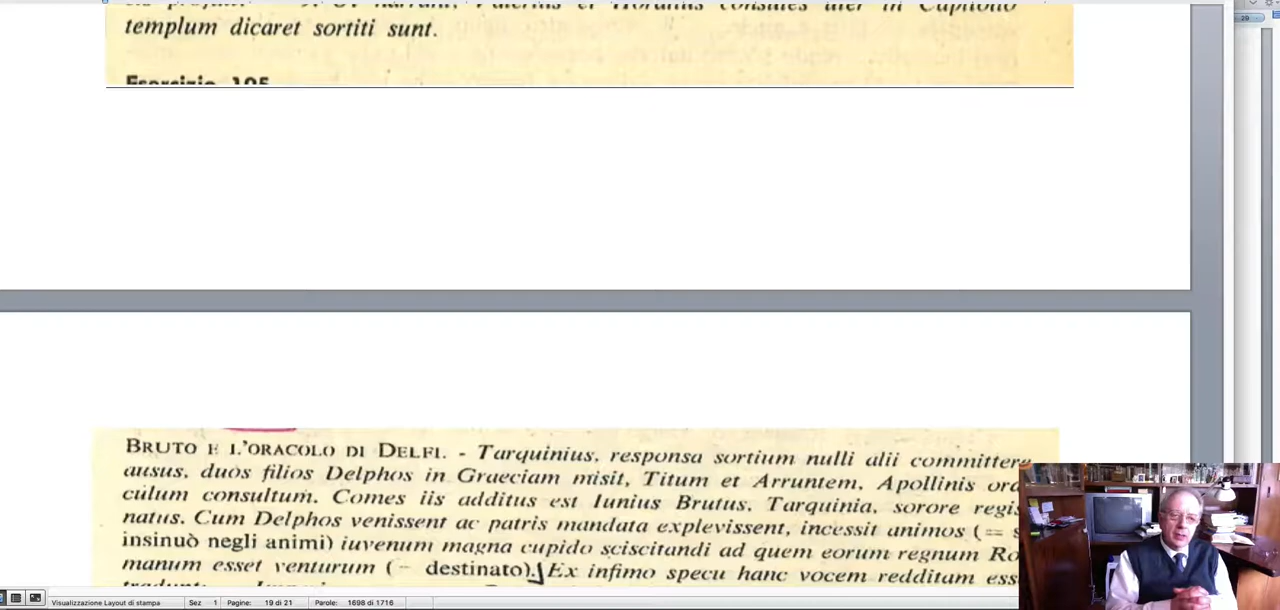 templum dicaret sortiti sunt.
Esercizio 105
BRUTO E L'ORACOLO DI DELFI. - Tarquinius, responsa sortium nulli alii committere
ausus, duos filios Delphos in Graeciam misit, Titum et Arruntem, Apollinis ora
culum consultum. Comes iis additus est Iunius Brutus, Tarquinia, sorore regis
natus. Cum Delphos venissent ac patris mandata explevissent, incessit animos (= s
insinuò negli animi) iuvenum magna cupido sciscitandi ad quem eorum regnum Ro
manum esset venturum (= destinato). Ex infimo specu hanc vocem redditam ess
Visualizzazione Layout di stampa Sez 1 Pagine: 19 di 21 Parole: 1698 di 1716